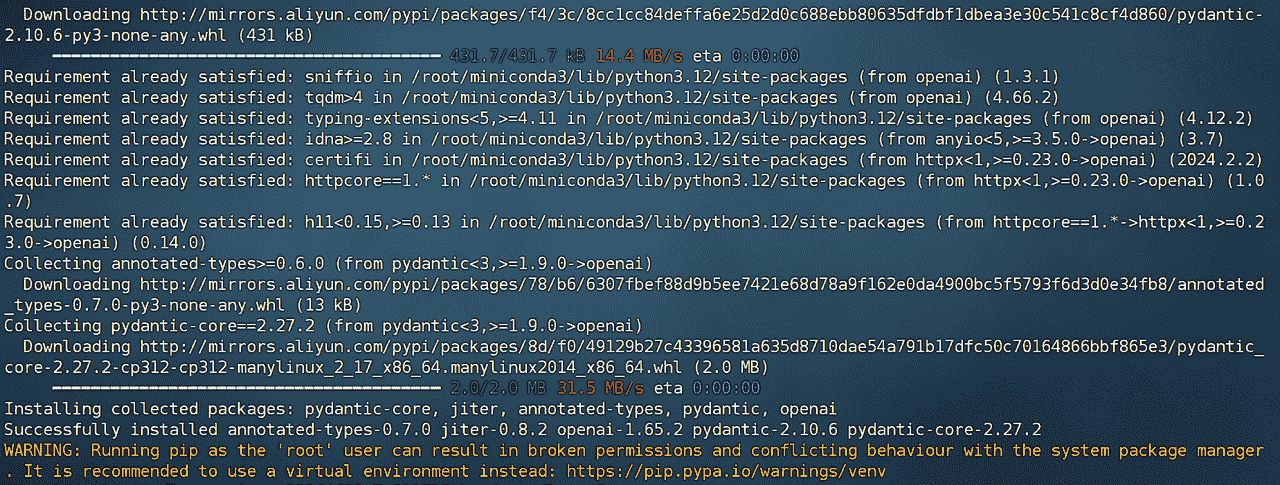 Downloading http://mirrors.aliyun.com/pypi/packages/f4/3c/8cc1cc84deffa6e25d2d0c688ebb80635dfdbf1dbea3e30c541c8cf4d860/pydantic-
2.10.6-py3-none-any.whl (431 kB)
431.7/431.7 kB 14.4 MB/s eta 0:00:00
Requirement already satisfied: sniffio in /root/miniconda3/lib/python3.12/site-packages (from openai) (1.3.1)
Requirement already satisfied: tqdm>4 in /root/miniconda3/lib/python3.12/site-packages (from openai) (4.66.2)
Requirement already satisfied: typing-extensions<5,>=4.11 in /root/miniconda3/lib/python3.12/site-packages (from openai) (4.12.2)
Requirement already satisfied: idna>=2.8 in /root/miniconda3/lib/python3.12/site-packages (from anyio<5,>=3.5.0->openai) (3.7)
Requirement already satisfied: certifi in /root/miniconda3/lib/python3.12/site-packages (from httpx<1,>=0.23.0->openai) (2024.2.2)
Requirement already satisfied: httpcore==1.* in /root/miniconda3/lib/python3.12/site-packages (from httpx<1,>=0.23.0->openai) (1.0
.7)
Requirement already satisfied: h11<0.15,>=0.13 in /root/miniconda3/lib/python3.12/site-packages (from httpcore==1.*->httpx<1,>=0.2
3.0->openai) (0.14.0)
Collecting annotated-types>=0.6.0 (from pydantic<3,>=1.9.0->openai)
Downloading http://mirrors.aliyun.com/pypi/packages/78/b6/6307fbef88d9b5ee7421e68d78a9f162e0da4900bc5f5793f6d3d0e34fb8/annotated
_types-0.7.0-py3-none-any.whl (13 kB)
Collecting pydantic-core==2.27.2 (from pydantic<3,>=1.9.0->openai)
Downloading http://mirrors.aliyun.com/pypi/packages/8d/f0/49129b27c43396581a635d8710dae54a791b17dfc50c70164866bbf865e3/pydantic_
core-2.27.2-cp312-cp312-manylinux_2_17_x86_64.manylinux2014_x86_64.whl (2.0 MB)
2.0/2.0 MB 31.5 MB/s eta 0:00:00
Installing collected packages: pydantic-core, jiter, annotated-types, pydantic, openai
Successfully installed annotated-types-0.7.0 jiter-0.8.2 openai-1.65.2 pydantic-2.10.6 pydantic-core-2.27.2
WARNING: Running pip as the 'root' user can result in broken permissions and conflicting behaviour with the system package manager
. It is recommended to use a virtual environment instead: https://pip.pypa.io/warnings/venv